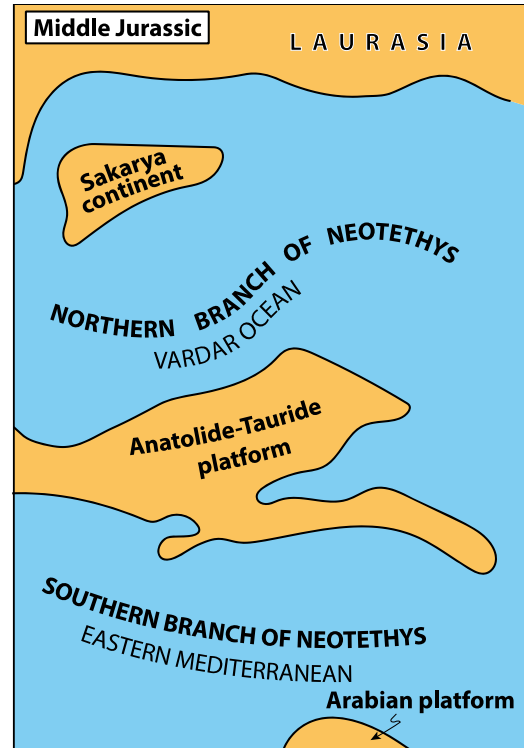 Middle Jurassic
LAURASIA
Sakarya
continent
NORTHERN BRANCH OF NEOTETHYS
VARDAR OCEAN
Anatolide-Tauride
platform
SOUTHERN BRANCH OF NEOTETHYS
EASTERN MEDITERRANEAN
Arabian platform